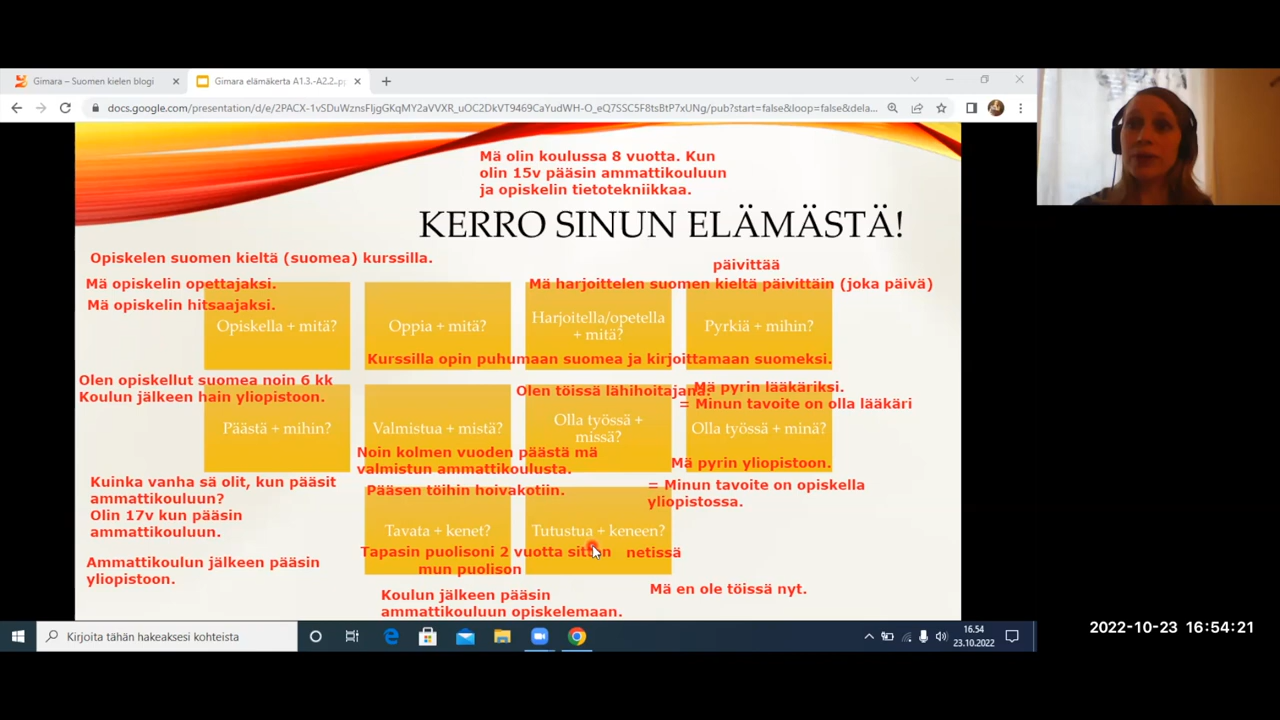 Gimara – Suomen kielen blogi
Gimara elämäkerta A1.3.-A2.2..pp
docs.google.com/presentation/d/e/2PACX-1vSDuWznsFIjgGKqMY2aVVXR_uOC2DkVT9469CaYudWH-O_eQ7SSC5F8tsBtP7xUNg/pub?start=false&loop=false&dela...
Mä olin koulussa 8 vuotta. Kun
olin 15v pääsin ammattikouluun
ja opiskelin tietotekniikkaa.
KERRO SINUN ELÄMÄSTÄ!
Opiskelen suomen kieltä (suomea) kurssilla.
päivittää
Mä opiskelin opettajaksi.
Mä harjoittelen suomen kieltä päivittäin (joka päivä)
Mä opiskelin hitsaajaksi.
Opiskella + mitä?
Oppia + mitä?
Harjoitella/opetella
+ mitä?
Pyrkiä + mihin?
Kurssilla opin puhumaan suomea ja kirjoittamaan suomeksi.
Olen opiskellut suomea noin 6 kk
Koulun jälkeen hain yliopistoon.
Olen töissä lähihoitajana.
Mä pyrin lääkäriksi.
= Minun tavoite on olla lääkäri
Päästä + mihin?
Valmistua + mistä?
Olla työssä +
missä?
Olla työssä + minä?
Noin kolmen vuoden päästä mä
valmistun ammattikoulusta.
Mä pyrin yliopistoon.
Kuinka vanha sä olit, kun pääsit
ammattikouluun?
Olin 17v kun pääsin
ammattikouluun.
Pääsen töihin hoivakotiin.
= Minun tavoite on opiskella
yliopistossa.
Tavata + kenet?
Tutustua + keneen?
Tapasin puolisoni 2 vuotta sitten
netissä
mun puolison
Ammattikoulun jälkeen pääsin
yliopistoon.
Mä en ole töissä nyt.
Koulun jälkeen pääsin
ammattikouluun opiskelemaan.
Kirjoita tähän hakeaksesi kohteista
16.54
23.10.2022
2022-10-23 16:54:21